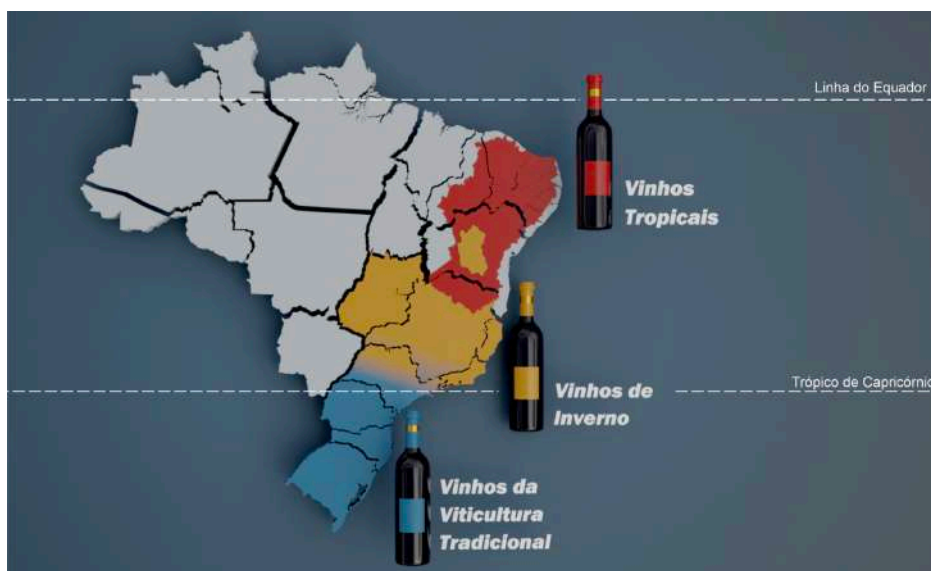 Linha do Equador
Vinhos
Tropicais
Trópico de Capricórnio
Vinhos de
Inverno
Vinhos da
Viticultura
Tradicional